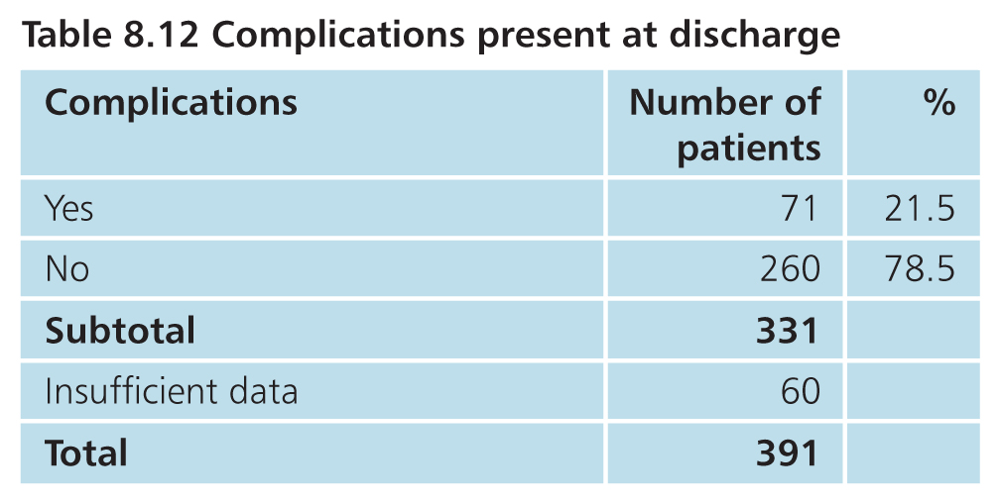 Table 8.12 Complications present at discharge
Complications Number of patients %
Yes 71 21.5
No 260 78.5
Subtotal 331
Insufficient data 60
Total 391